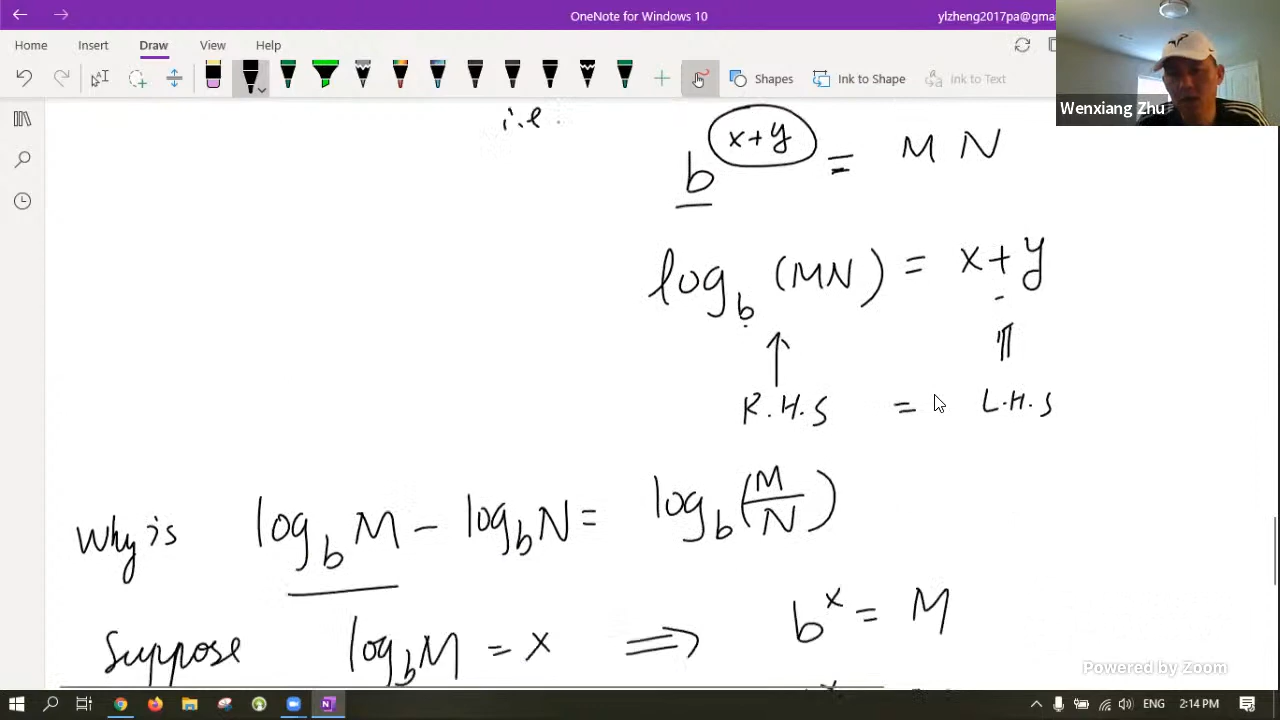 OneNote for Windows 10
ylzheng2017pa@gma
Home Insert Draw View Help
Shapes Ink to Shape Ink to Text
Wenxiang Zhu
i.e.
b^{x+y} = M N
log_b (MN) = x+y
R.H.S = L.H.S
Why is log_b M - log_b N = log_b (M/N)
Suppose log_b M = x ⟹ b^x = M
Powered by Zoom
ENG 2:14 PM